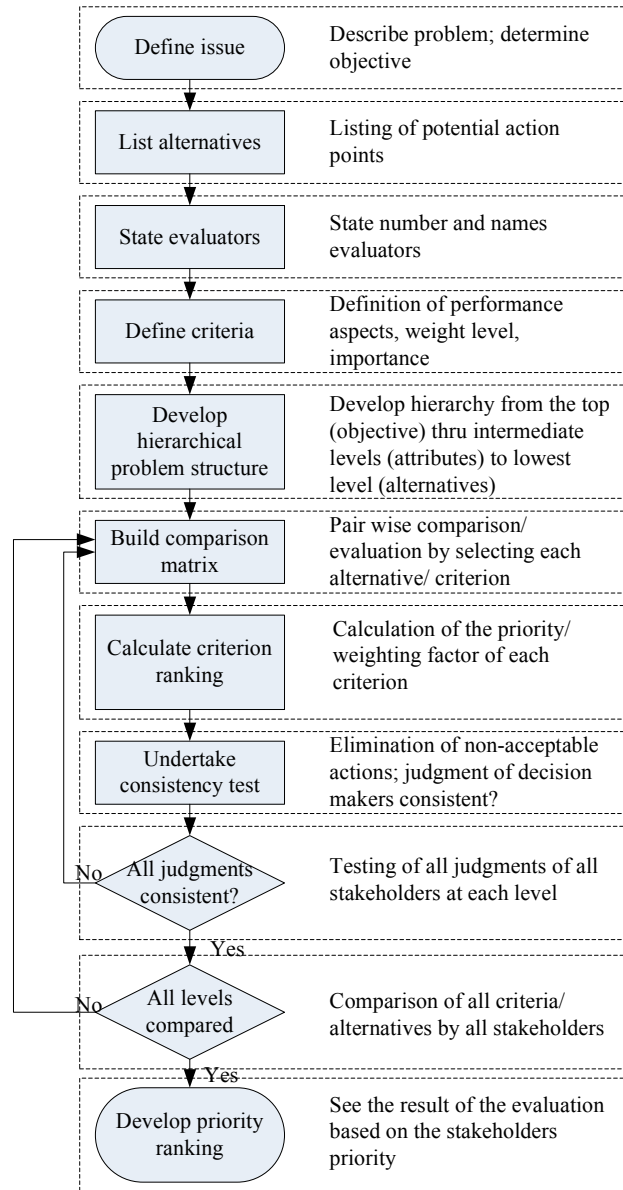 Define issue
Describe problem; determine
objective
List alternatives
Listing of potential action
points
State evaluators
State number and names
evaluators
Define criteria
Definition of performance
aspects, weight level,
importance
Develop
hierarchical
problem structure
Develop hierarchy from the top
(objective) thru intermediate
levels (attributes) to lowest
level (alternatives)
Build comparison
matrix
Pair wise comparison/
evaluation by selecting each
alternative/ criterion
Calculate criterion
ranking
Calculation of the priority/
weighting factor of each
criterion
Undertake
consistency test
Elimination of non-acceptable
actions; judgment of decision
makers consistent?
No
All judgments
consistent?
Testing of all judgments of all
stakeholders at each level
Yes
No
All levels
compared
Comparison of all criteria/
alternatives by all stakeholders
Yes
Develop priority
ranking
See the result of the evaluation
based on the stakeholders
priority